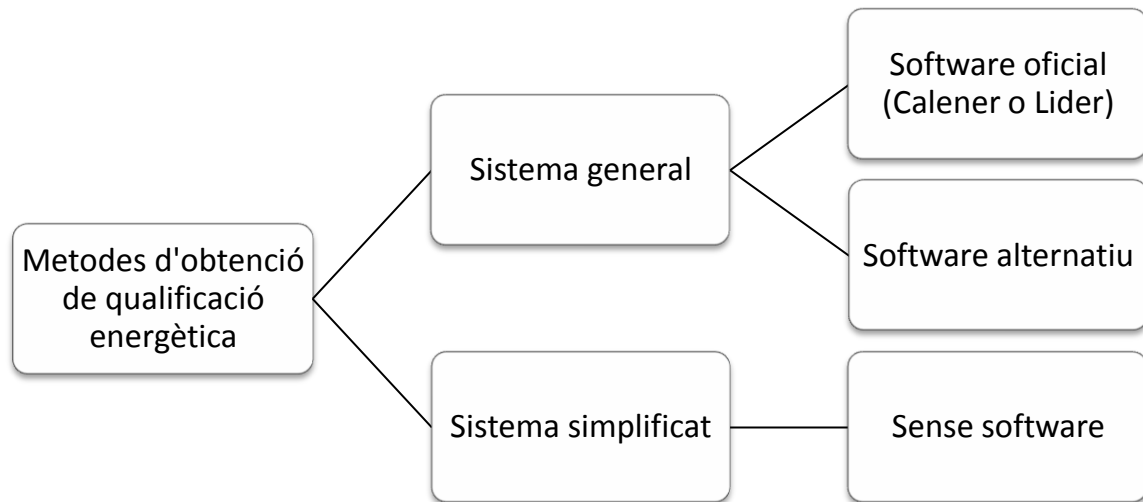 Metodes d'obtenció
de qualificació
energètica
Sistema general
Software oficial
(Calener o Lider)
Software alternatiu
Sistema simplificat
Sense software